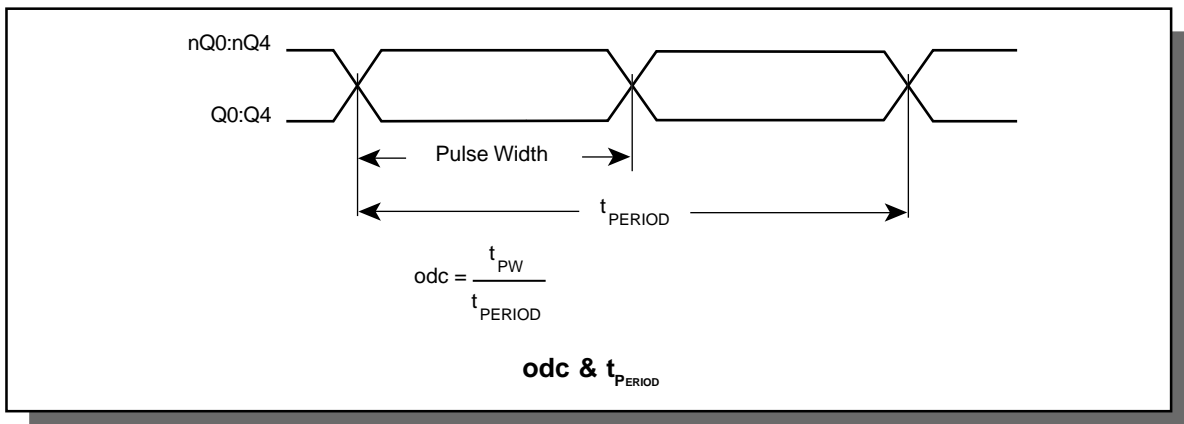 nQ0:nQ4
Q0:Q4
Pulse Width
tPERIOD
odc = tPW
tPERIOD
odc & tPERIOD